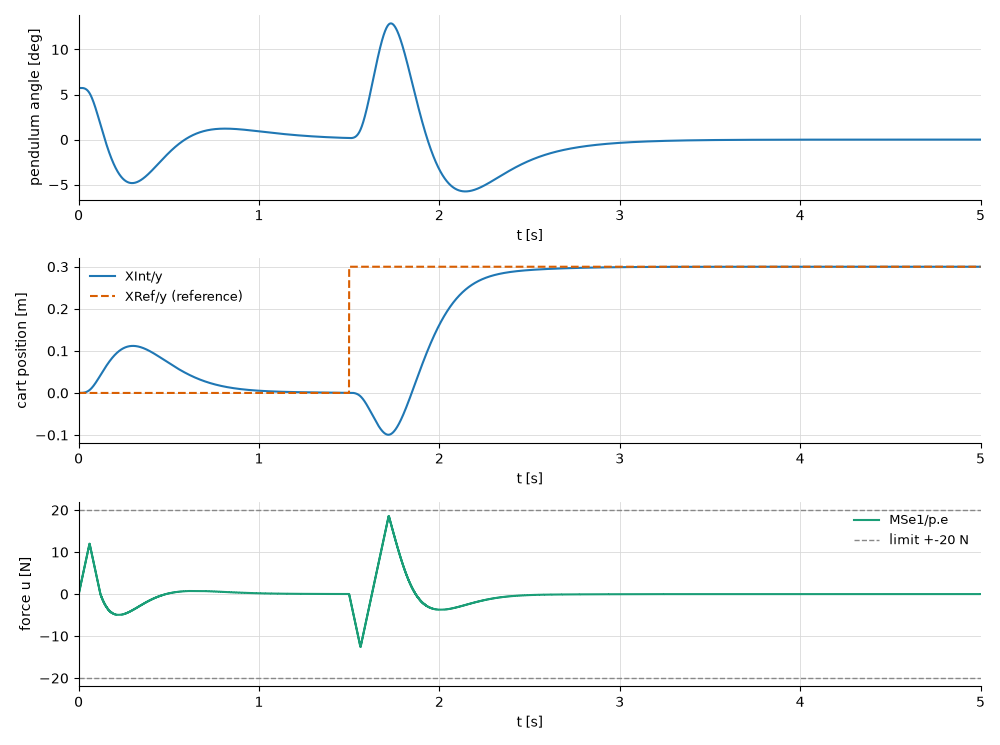 pendulum angle [deg]
10
5
0
−5
0 1 2 3 4 5
t [s]
cart position [m]
0.3
0.2
0.1
0.0
−0.1
XInt/y
XRef/y (reference)
0 1 2 3 4 5
t [s]
force u [N]
20
10
0
−10
−20
MSe1/p.e
limit +-20 N
0 1 2 3 4 5
t [s]